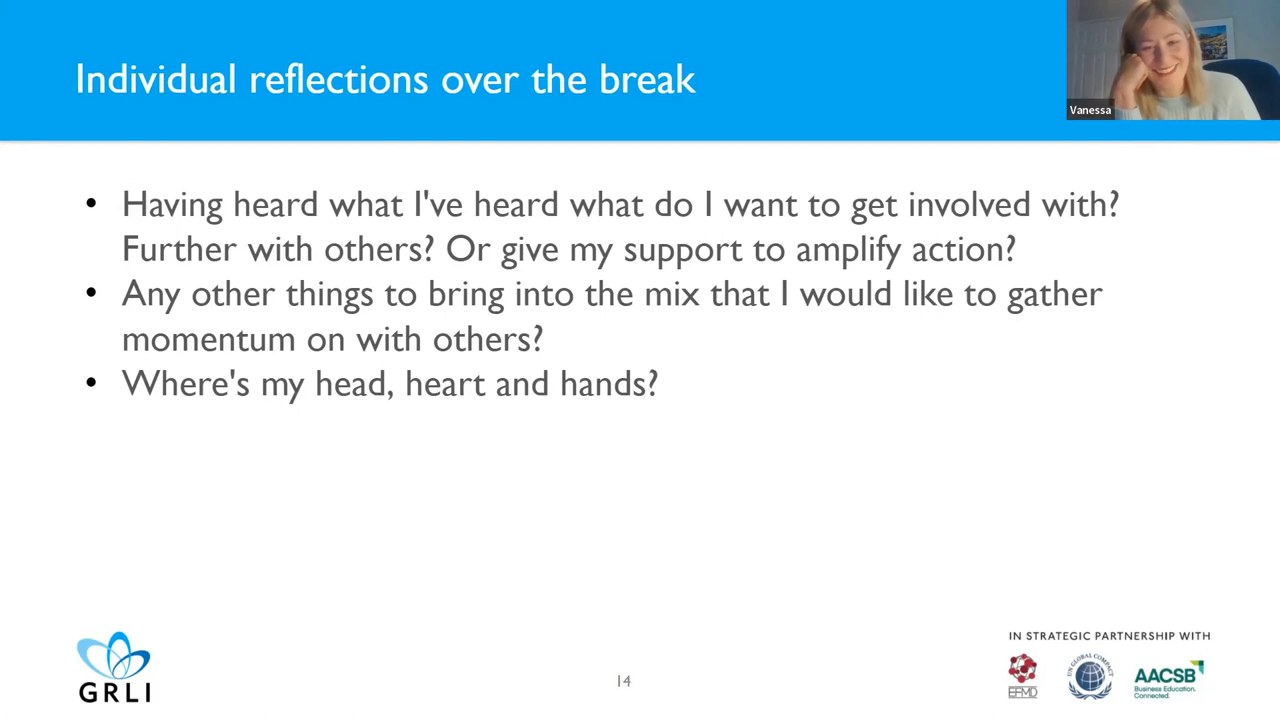 Individual reflections over the break
Vanessa
• Having heard what I've heard what do I want to get involved with?
Further with others? Or give my support to amplify action?
• Any other things to bring into the mix that I would like to gather
momentum on with others?
• Where's my head, heart and hands?
IN STRATEGIC PARTNERSHIP WITH
GRLI
14
EFMD
UN GLOBAL COMPACT
AACSB
Business Education.
Connected.